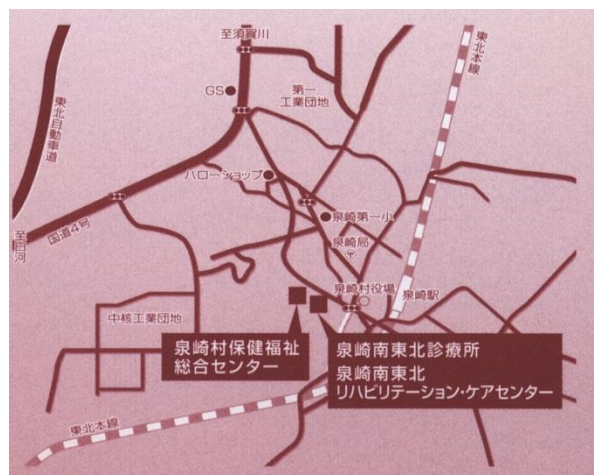 至須賀川
東北本線
GS
第一
工業団地
東北自動車道
ハローショップ
泉崎第一小
至白河
国道4号
泉崎局
〒
泉崎村役場
泉崎駅
中核工業団地
泉崎村保健福祉
総合センター
泉崎南東北診療所
泉崎南東北
リハビリテーション・ケアセンター
東北本線